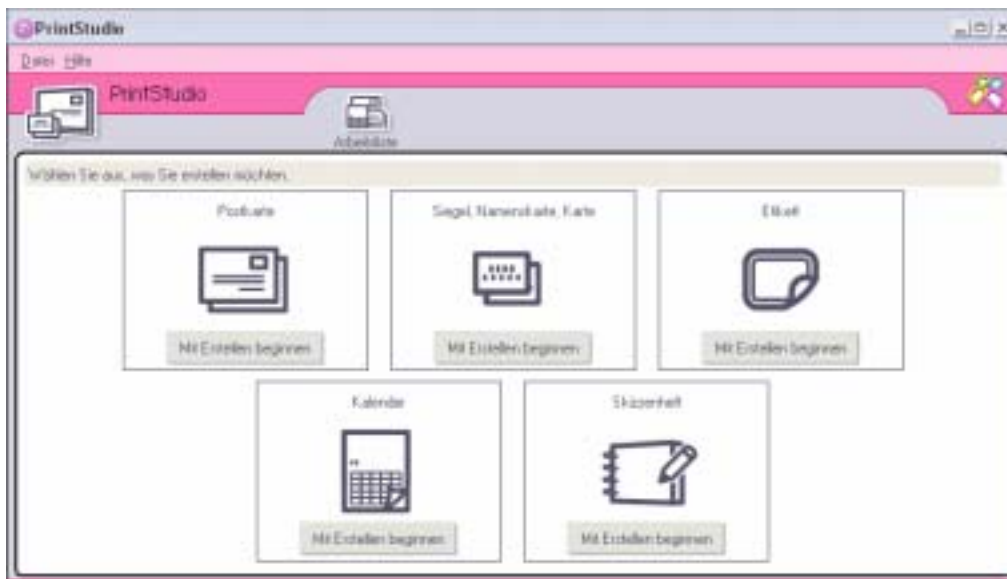 PrintStudio
Datei Hilfe
PrintStudio
Arbeitsliste
Wählen Sie aus, was Sie erstellen möchten.
Postkarte
Siegel, Namenskarte, Karte
Etikett
Mit Erstellen beginnen
Mit Erstellen beginnen
Mit Erstellen beginnen
Kalender
Skizzenheft
Mit Erstellen beginnen
Mit Erstellen beginnen